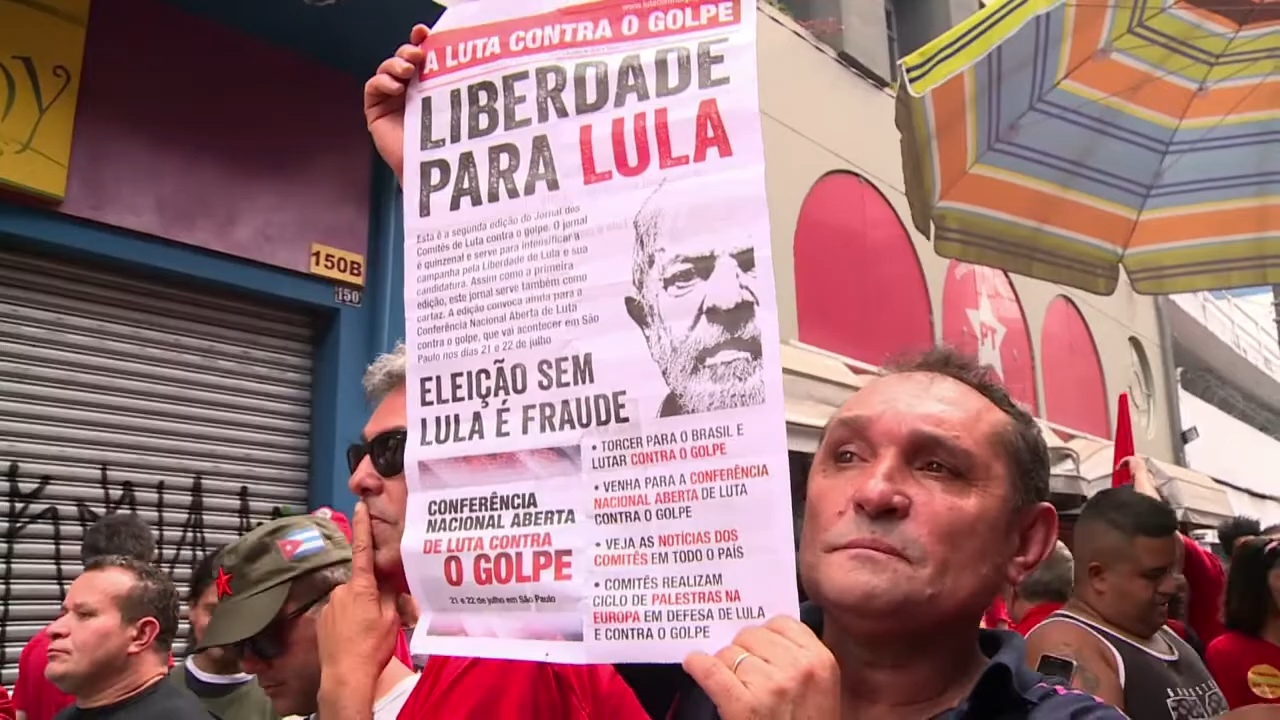 A LUTA CONTRA O GOLPE
LIBERDADE
PARA LULA
Esta é a segunda edição do Jornal dos
Comitês de Luta contra o golpe. O jornal
é quinzenal e serve para intensificar a
campanha pela Liberdade de Lula e sua
candidatura. Assim como a primeira
edição, este jornal serve também como
cartaz. A edição convoca ainda para a
Conferência Nacional Aberta de Luta
contra o golpe, que vai acontecer em São
Paulo nos dias 21 e 22 de julho
ELEIÇÃO SEM
LULA É FRAUDE
CONFERÊNCIA
NACIONAL ABERTA
DE LUTA CONTRA
O GOLPE
21 e 22 de julho em São Paulo
• TORCER PARA O BRASIL E
LUTAR CONTRA O GOLPE
• VENHA PARA A CONFERÊNCIA
NACIONAL ABERTA DE LUTA
CONTRA O GOLPE
• VEJA AS NOTÍCIAS DOS
COMITÊS EM TODO O PAÍS
• COMITÊS REALIZAM
CICLO DE PALESTRAS NA
EUROPA EM DEFESA DE LULA
E CONTRA O GOLPE
150B
150
PT